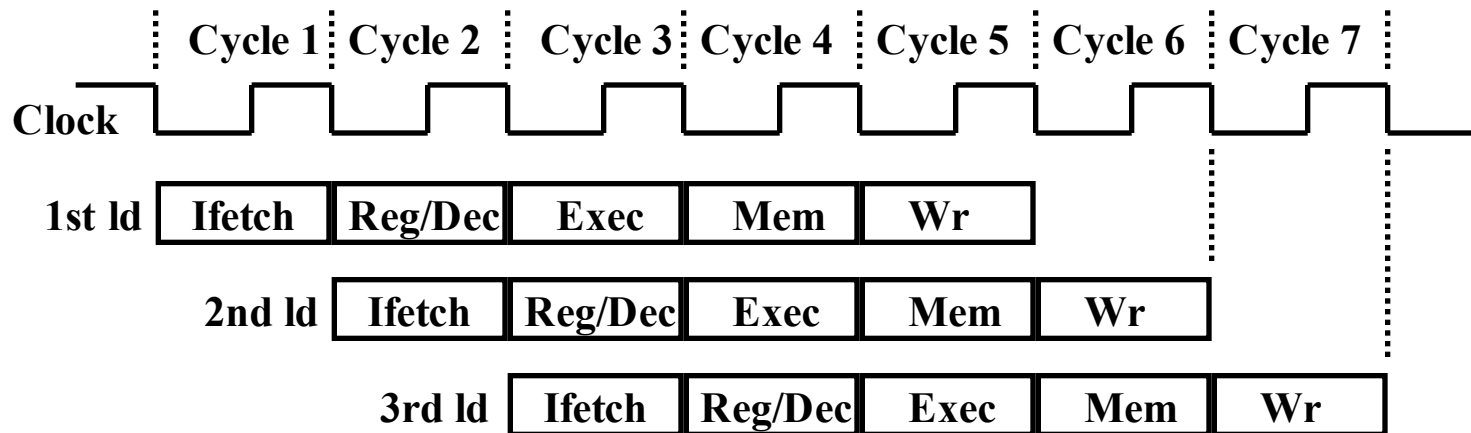 Cycle 1 Cycle 2 Cycle 3 Cycle 4 Cycle 5 Cycle 6 Cycle 7
Clock
1st ld Ifetch Reg/Dec Exec Mem Wr
2nd ld Ifetch Reg/Dec Exec Mem Wr
3rd ld Ifetch Reg/Dec Exec Mem Wr